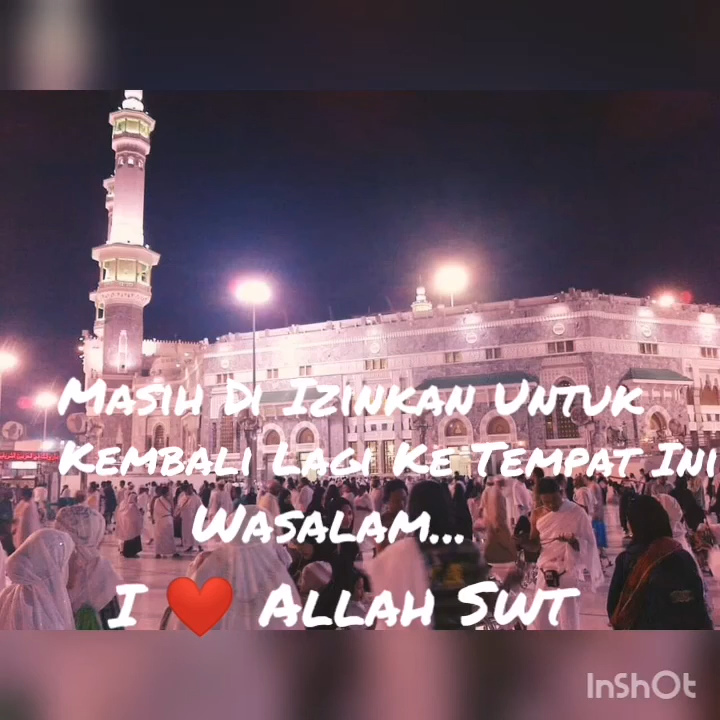 Masih Di Izinkan Untuk
Kembali Lagi Ke Tempat Ini
Wasalam...
I ❤️ Allah Swt
InShOt